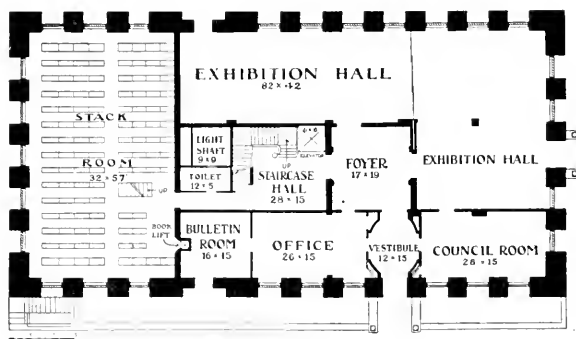 EXHIBITION HALL
82 × 42
STACK
ROOM
32 × 57
UP
BOOK
LIFT
LIGHT
SHAFT
9 × 9
TOILET
12 × 5
6 × 6
ELEVATOR
UP
STAIRCASE
HALL
28 × 15
FOYER
17 × 19
EXHIBITION HALL
BULLETIN
ROOM
16 × 15
OFFICE
26 × 15
VESTIBULE
12 × 15
COUNCIL ROOM
28 × 15